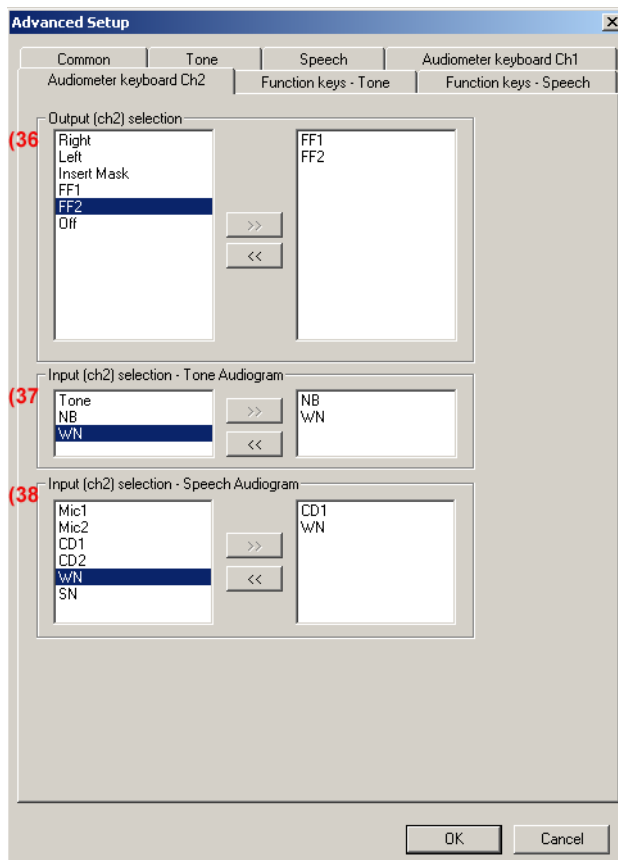 Advanced Setup
Common
Tone
Speech
Audiometer keyboard Ch1
Audiometer keyboard Ch2
Function keys - Tone
Function keys - Speech
(36
Output (ch2) selection
Right
Left
Insert Mask
FF1
FF2
Off
>>
<<
FF1
FF2
(37
Input (ch2) selection - Tone Audiogram
Tone
NB
WN
>>
<<
NB
WN
(38
Input (ch2) selection - Speech Audiogram
Mic1
Mic2
CD1
CD2
WN
SN
>>
<<
CD1
WN
OK
Cancel